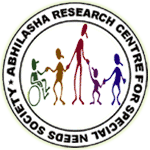 ABHILASHA RESEARCH CENTRE FOR SPECIAL NEEDS SOCIETY •